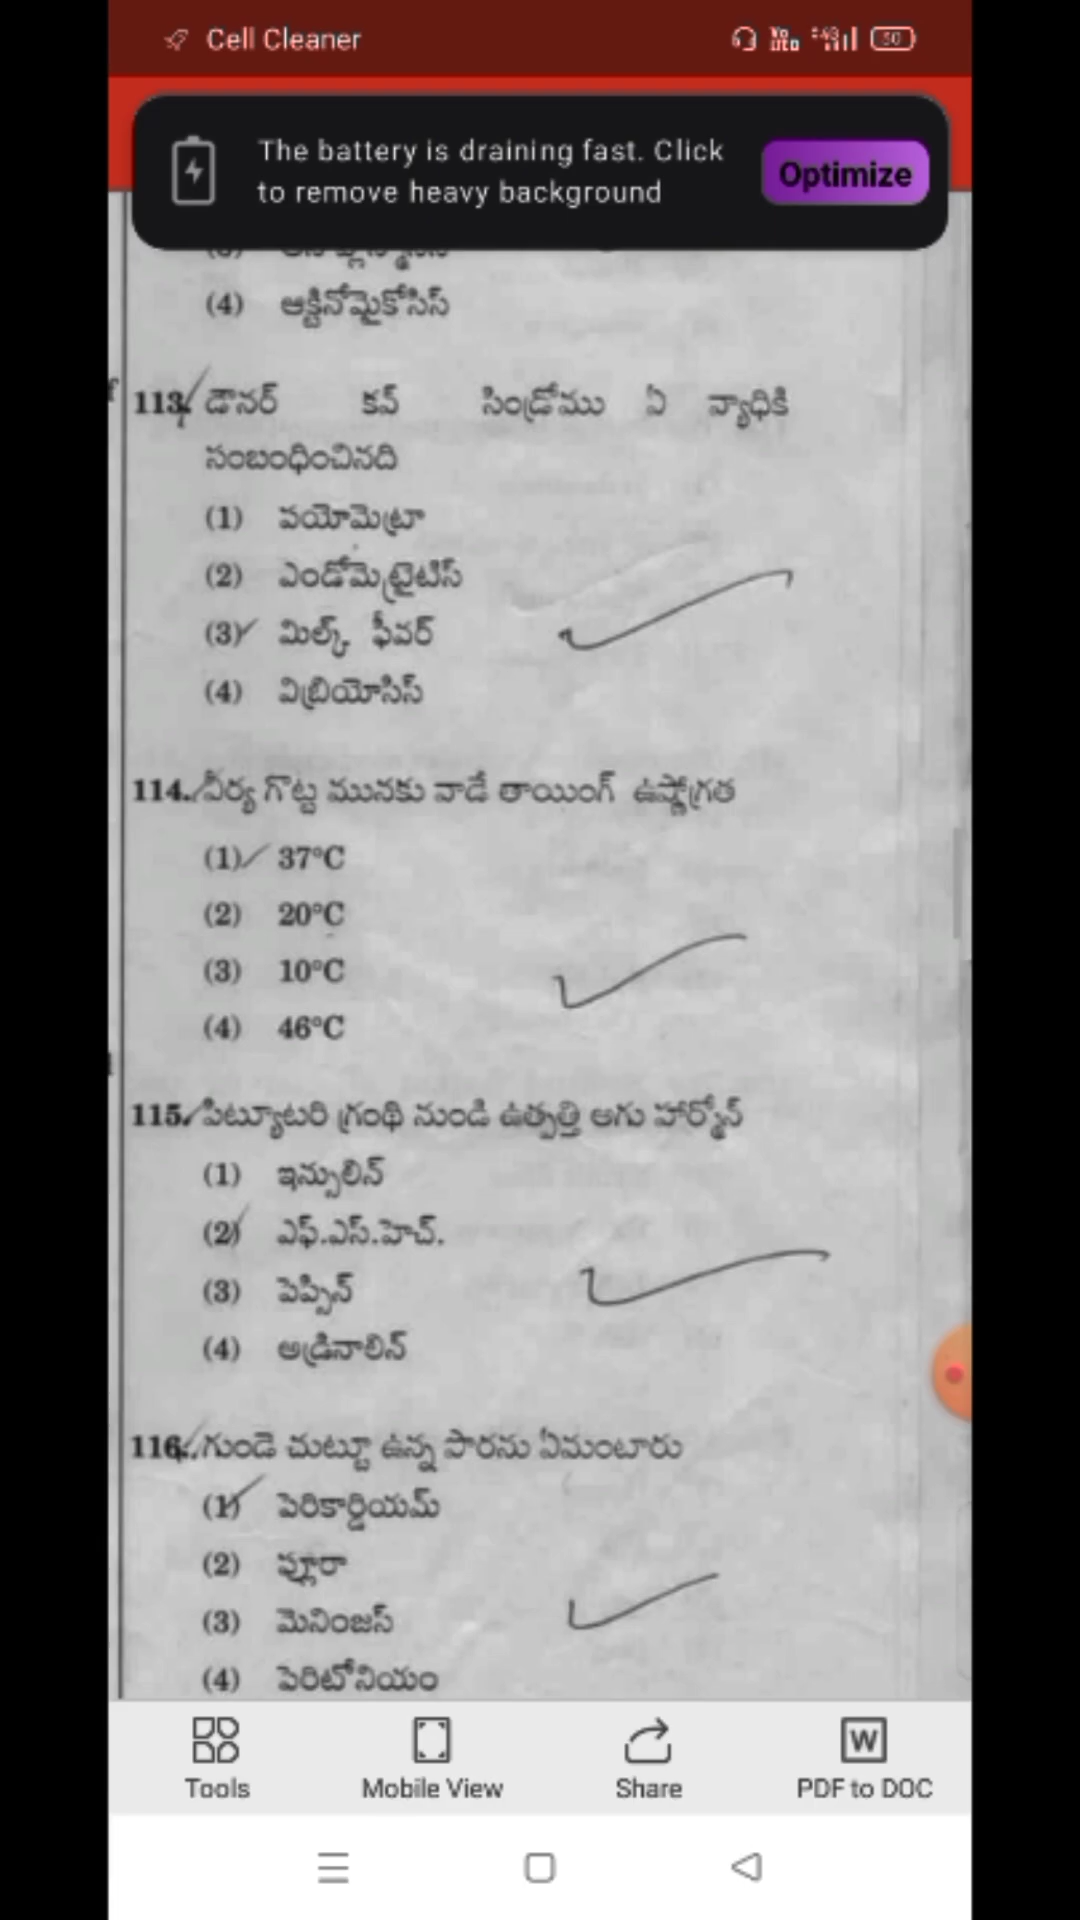 Cell Cleaner
50
The battery is draining fast. Click
to remove heavy background
Optimize
(4) ఆక్టినోమైకోసిస్
113. డౌనర్ కవ్ సిండ్రోము ఏ వ్యాధికి
సంబంధించినది
(1) పయోమెట్రా
(2) ఎండోమెట్రైటిస్
(3) మిల్క్ ఫీవర్
(4) విబ్రియోసిస్
114. వీర్య గొట్ట మునకు వాడే తాయింగ్ ఉష్ణోగ్రత
(1) 37°C
(2) 20°C
(3) 10°C
(4) 46°C
115. పిట్యూటరి గ్రంథి నుండి ఉత్పత్తి అగు హార్మోన్
(1) ఇన్సులిన్
(2) ఎఫ్.ఎస్.హెచ్.
(3) పెప్సిన్
(4) అడ్రినాలిన్
116. గుండె చుట్టూ ఉన్న పొరను ఏమంటారు
(1) పెరికార్డియమ్
(2) ప్లూరా
(3) మెనింజస్
(4) పెరిటోనియం
Tools Mobile View Share PDF to DOC